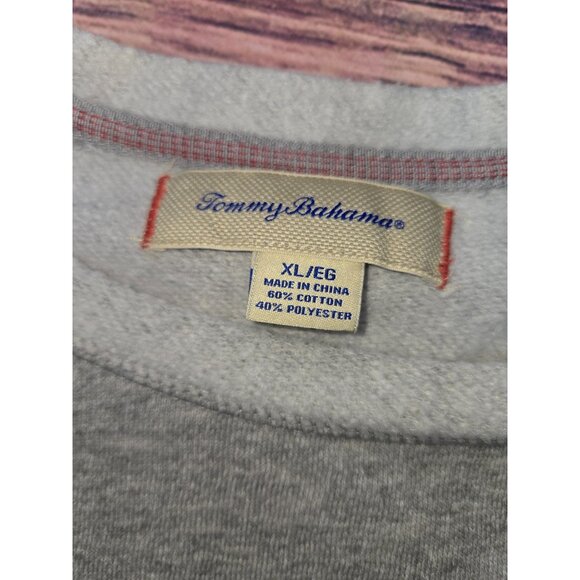 Tommy Bahama®
XL/EG
MADE IN CHINA
60% COTTON
40% POLYESTER